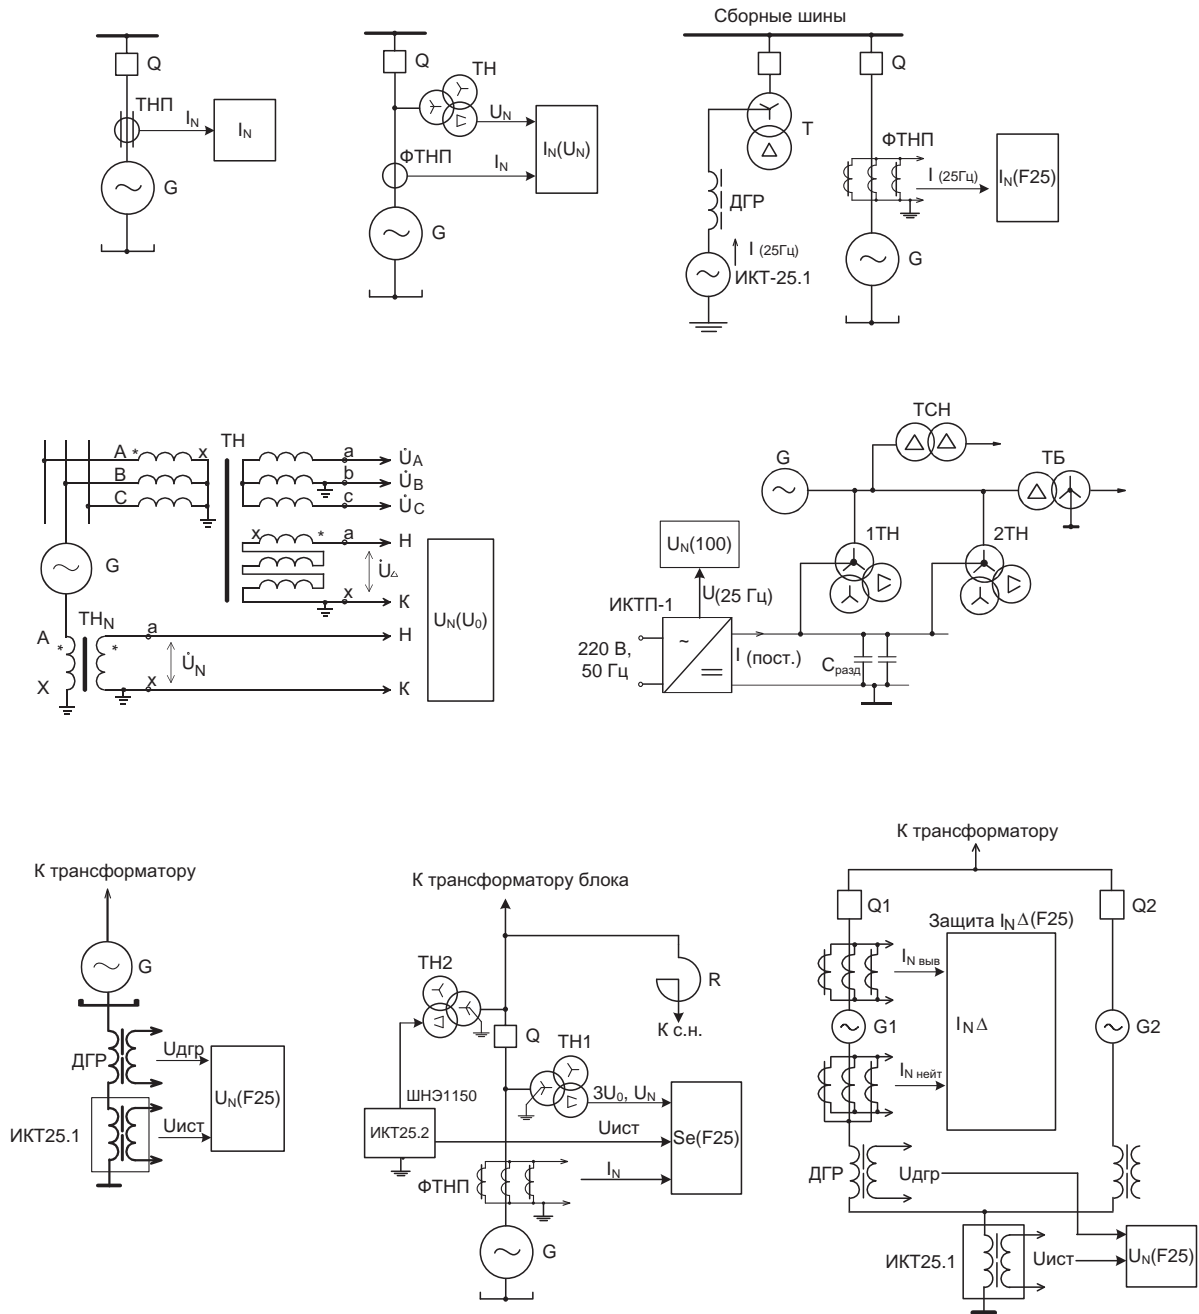 Q
ТНП
I_N
I_N
G
Q
ТН
U_N
ФТНП
I_N
I_N(U_N)
G
Сборные шины
Q
Т
ФТНП
ДГР
I (25Гц)
I_N(F25)
I (25Гц)
ИКТ-25.1
G
A * x
B
C
ТН
a U̇A
b U̇B
c U̇C
x * a Н
U̇△
x К
G
U_N(U_0)
ТН_N
A * * a Н
U̇_N
X x К
ТСН
G
ТБ
1ТН
2ТН
U_N(100)
U(25 Гц)
ИКТП-1
220 В,
50 Гц
~
I (пост.)
C_разд
К трансформатору
G
ДГР
Uдгр
U_N(F25)
ИКТ25.1
Uист
К трансформатору блока
ТН2
R
К с.н.
Q
ТН1
ШНЭ1150
3U_0, U_N
ИКТ25.2
Uист
Se(F25)
ФТНП
I_N
G
К трансформатору
Q1
Q2
Защита I_NΔ(F25)
I_N выв
I_NΔ
G1
G2
I_N нейт
ДГР
Uдгр
ИКТ25.1
Uист
U_N(F25)